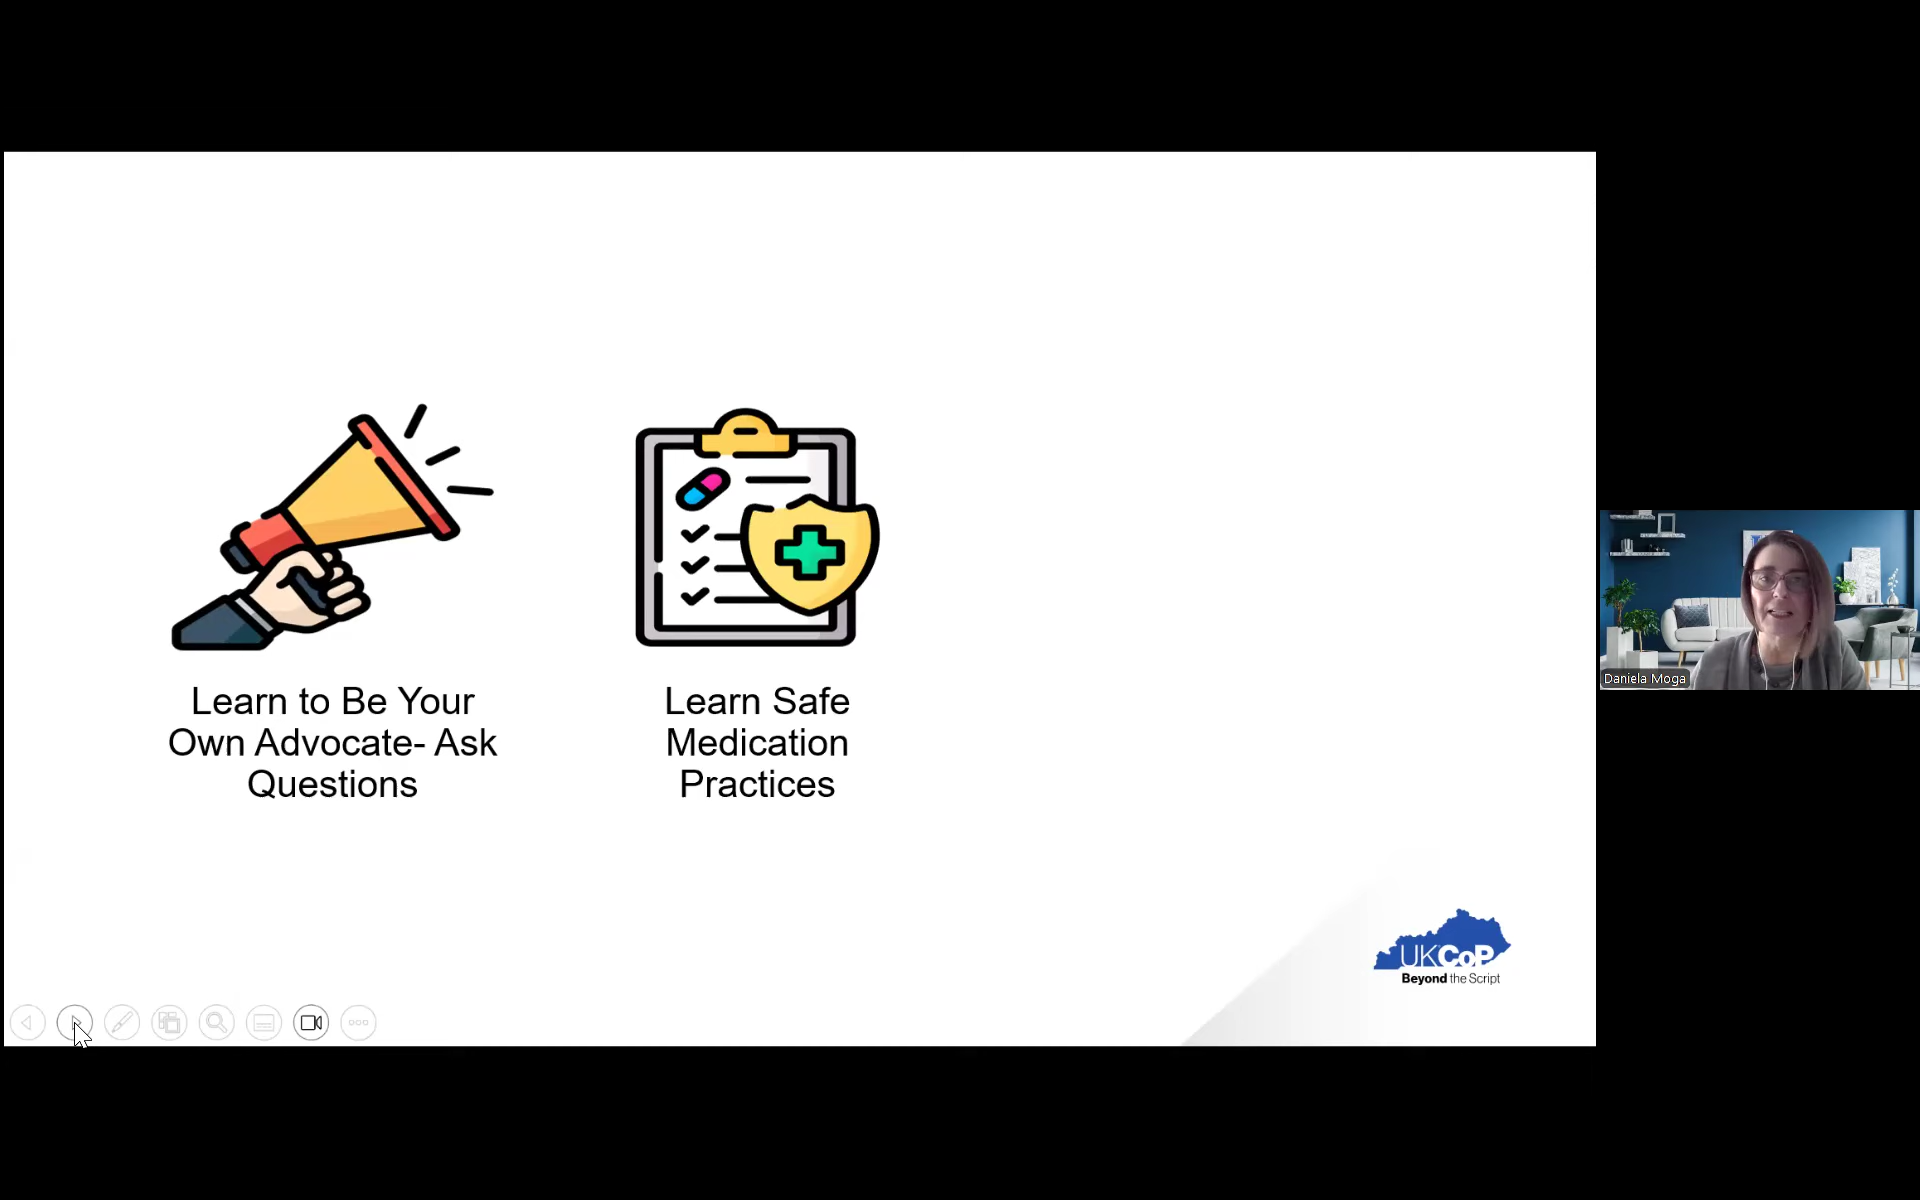 Learn to Be Your
Own Advocate- Ask
Questions
Learn Safe
Medication
Practices
UKCoP
Beyond the Script
Daniela Moga